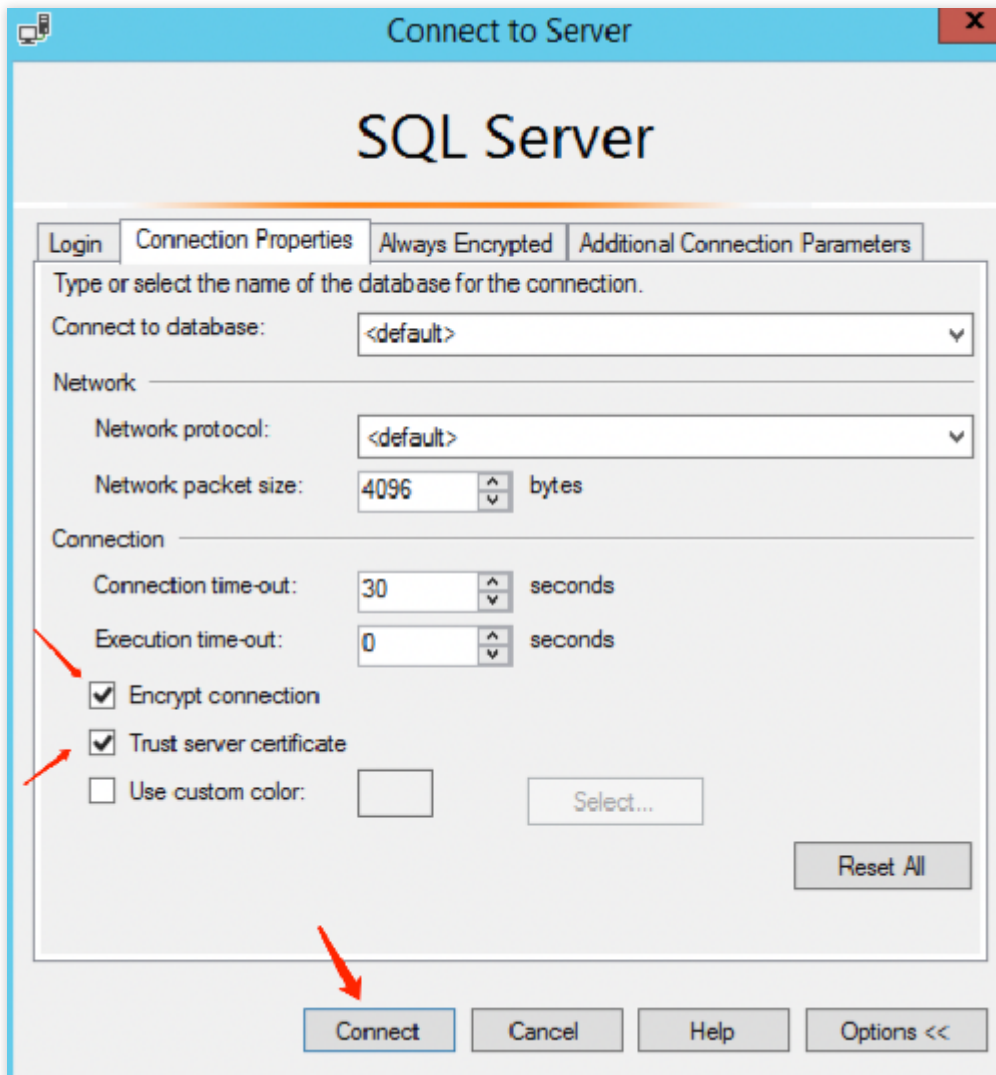 Connect to Server
x
SQL Server
Login Connection Properties Always Encrypted Additional Connection Parameters
Type or select the name of the database for the connection.
Connect to database: <default>
Network
Network protocol: <default>
Network packet size: 4096 bytes
Connection
Connection time-out: 30 seconds
Execution time-out: 0 seconds
Encrypt connection
Trust server certificate
Use custom color: Select...
Reset All
Connect Cancel Help Options <<